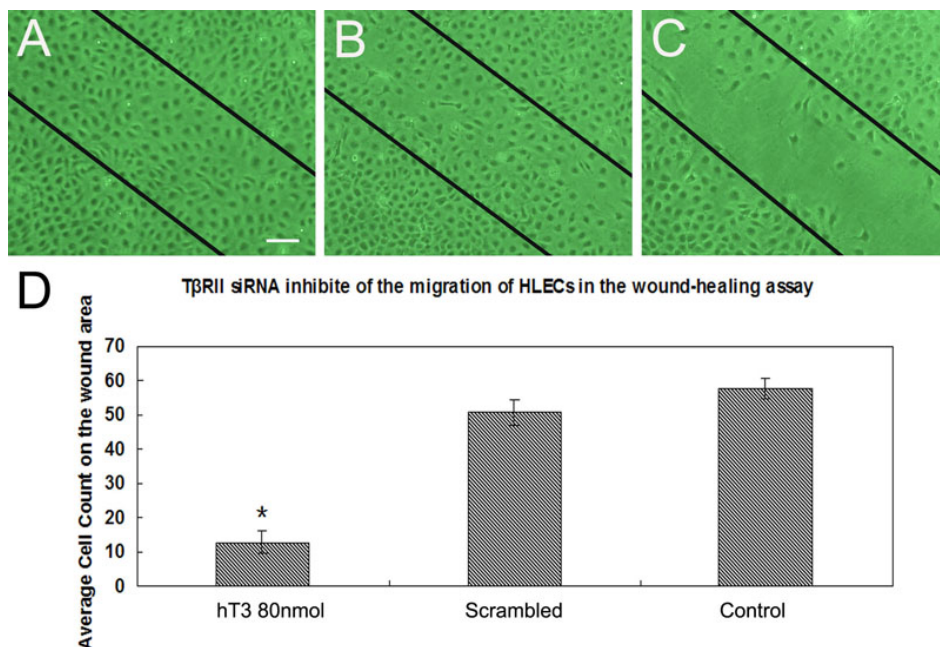 A
B
C
D
TβRII siRNA inhibite of the migration of HLECs in the wound-healing assay
Average Cell Count on the wound area
70
60
50
40
30
20
10
0
*
hT3 80nmol
Scrambled
Control